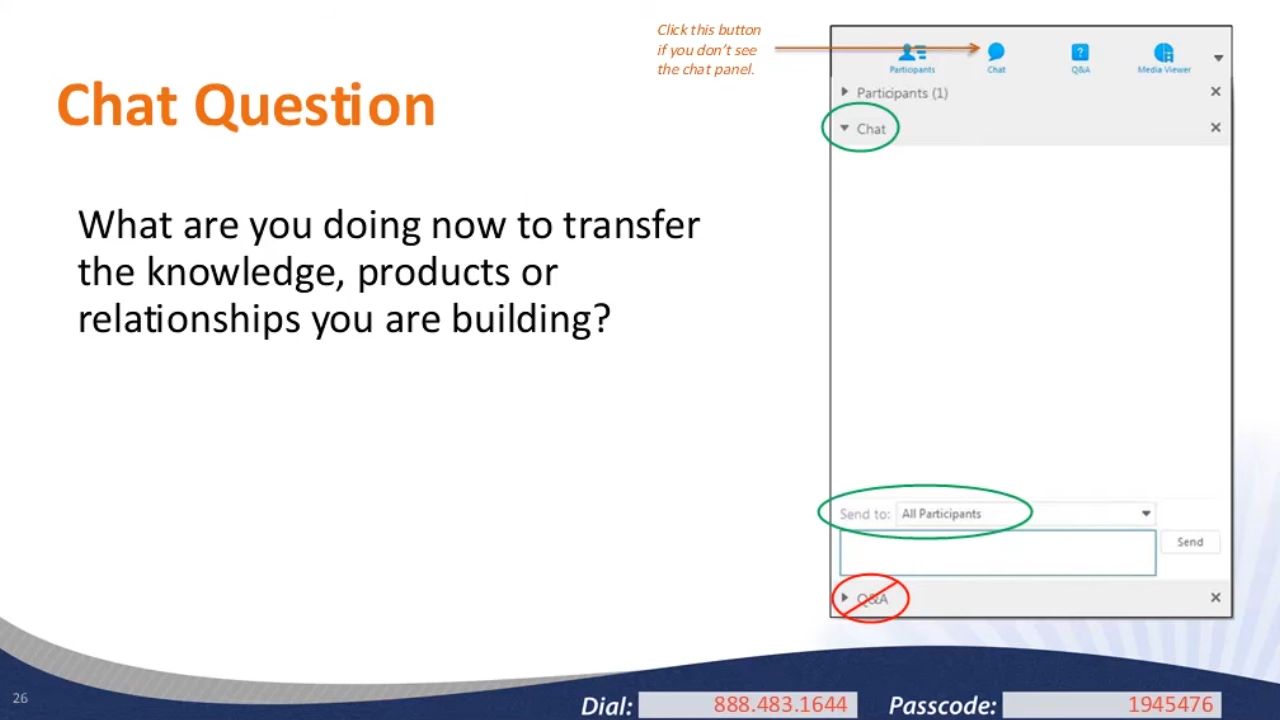 Click this button
if you don't see
the chat panel.
Chat Question
What are you doing now to transfer
the knowledge, products or
relationships you are building?
Participants
Chat
Q&A
Media Viewer
Participants (1)
Chat
Send to: All Participants
Send
Q&A
26
Dial: 888.483.1644
Passcode: 1945476